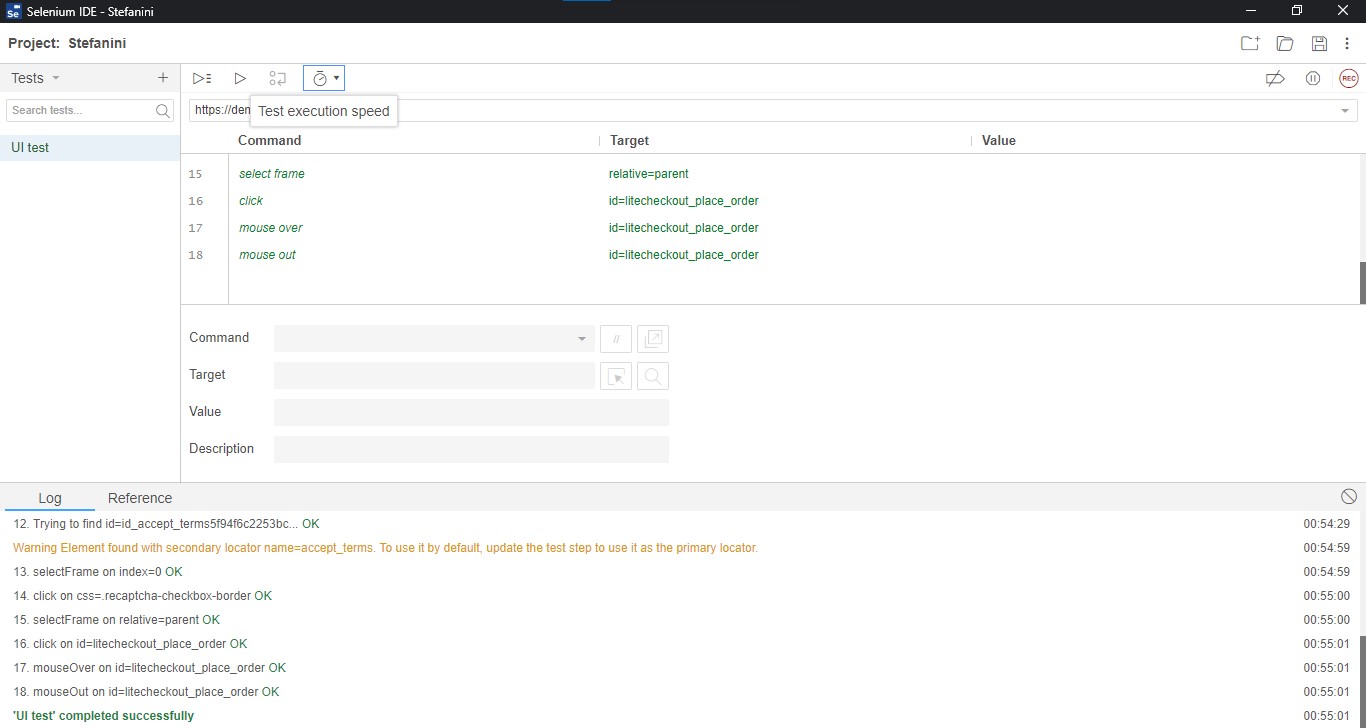 Se Selenium IDE - Stefanini
Project: Stefanini
Tests
Search tests...
UI test
REC
https://den
Test execution speed
Command Target Value
15 select frame relative=parent
16 click id=litecheckout_place_order
17 mouse over id=litecheckout_place_order
18 mouse out id=litecheckout_place_order
Command //
Target
Value
Description
Log Reference
12. Trying to find id=id_accept_terms5f94f6c2253bc... OK 00:54:29
Warning Element found with secondary locator name=accept_terms. To use it by default, update the test step to use it as the primary locator. 00:54:59
13. selectFrame on index=0 OK 00:54:59
14. click on css=.recaptcha-checkbox-border OK 00:55:00
15. selectFrame on relative=parent OK 00:55:00
16. click on id=litecheckout_place_order OK 00:55:01
17. mouseOver on id=litecheckout_place_order OK 00:55:01
18. mouseOut on id=litecheckout_place_order OK 00:55:01
'UI test' completed successfully 00:55:01